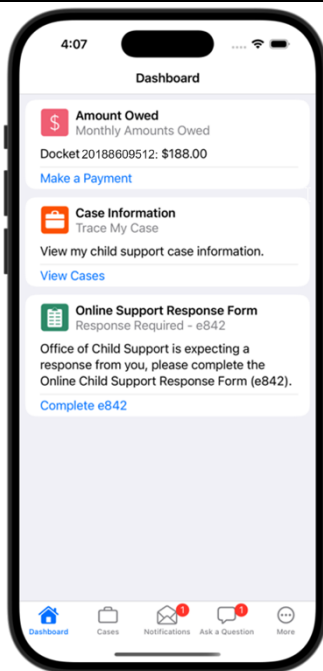 4:07
Dashboard
$
Amount Owed
Monthly Amounts Owed
Docket 20188609512: $188.00
Make a Payment
Case Information
Trace My Case
View my child support case information.
View Cases
Online Support Response Form
Response Required - e842
Office of Child Support is expecting a
response from you, please complete the
Online Child Support Response Form (e842).
Complete e842
1
1
Dashboard
Cases
Notifications
Ask a Question
More